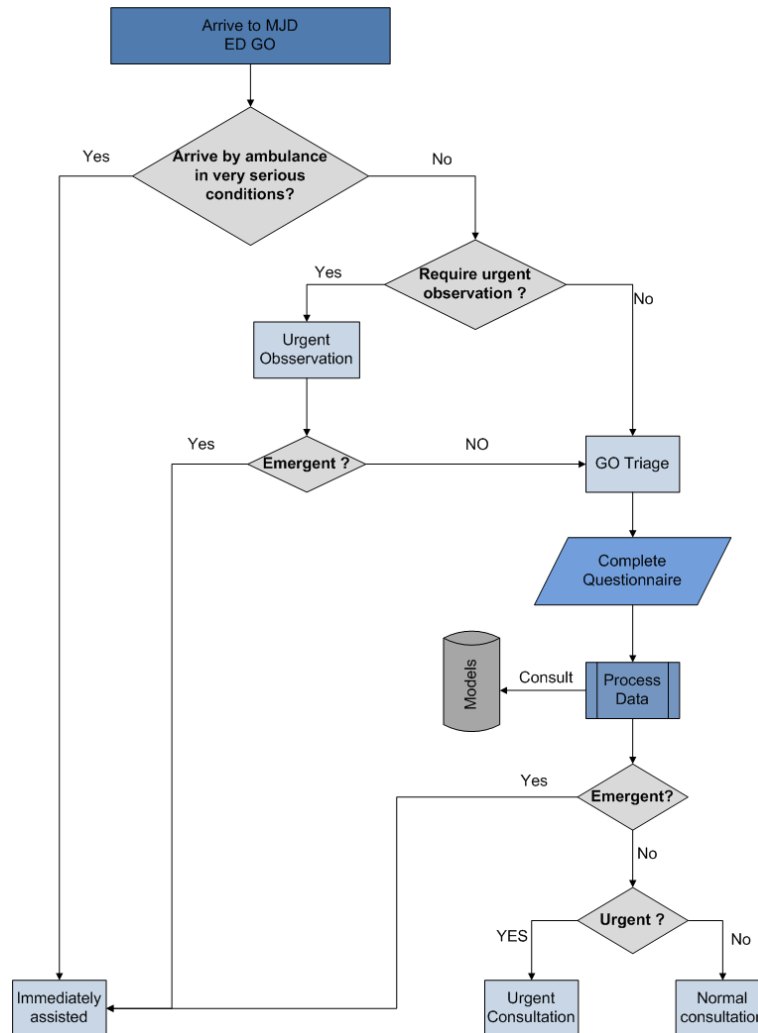 Arrive to MJD
ED GO
Yes
Arrive by ambulance
in very serious
conditions?
No
Yes
Require urgent
observation ?
No
Urgent
Obsservation
Yes
Emergent ?
NO
GO Triage
Complete
Questionnaire
Models
Consult
Process
Data
Yes
Emergent?
No
YES
Urgent ?
No
Immediately
assisted
Urgent
Consultation
Normal
consultation